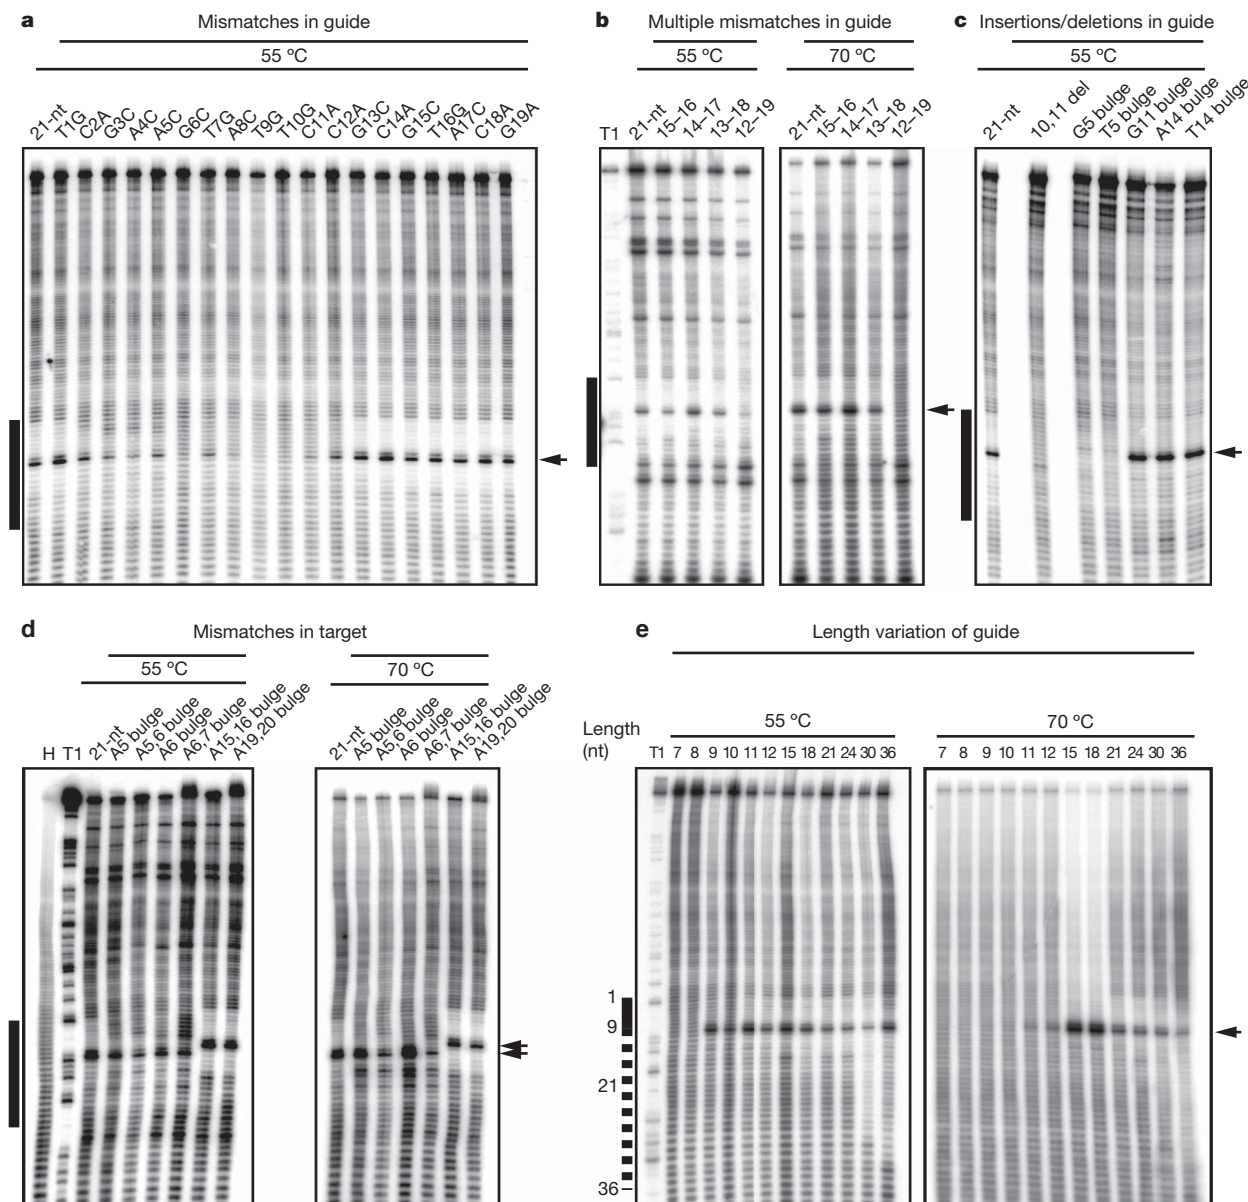 a Mismatches in guide
55 ºC
21-nt T1G C2A G3C A4C A5C G6C T7G A8C T9G T10G C11A C12A G13C C14A G15C T16G A17C C18A G19A
b Multiple mismatches in guide
55 ºC 70 ºC
T1 21-nt 15–16 14–17 13–18 12–19 21-nt 15–16 14–17 13–18 12–19
c Insertions/deletions in guide
55 ºC
21-nt 10,11 del G5 bulge T5 bulge G11 bulge A14 bulge T14 bulge
d Mismatches in target
55 ºC 70 ºC
H T1 21-nt A5 bulge A5,6 bulge A6 bulge A6,7 bulge A15,16 bulge A19,20 bulge 21-nt A5 bulge A5,6 bulge A6 bulge A6,7 bulge A15,16 bulge A19,20 bulge
e Length variation of guide
55 ºC 70 ºC
Length
(nt)
T1 7 8 9 10 11 12 15 18 21 24 30 36 7 8 9 10 11 12 15 18 21 24 30 36
1
9
21
36